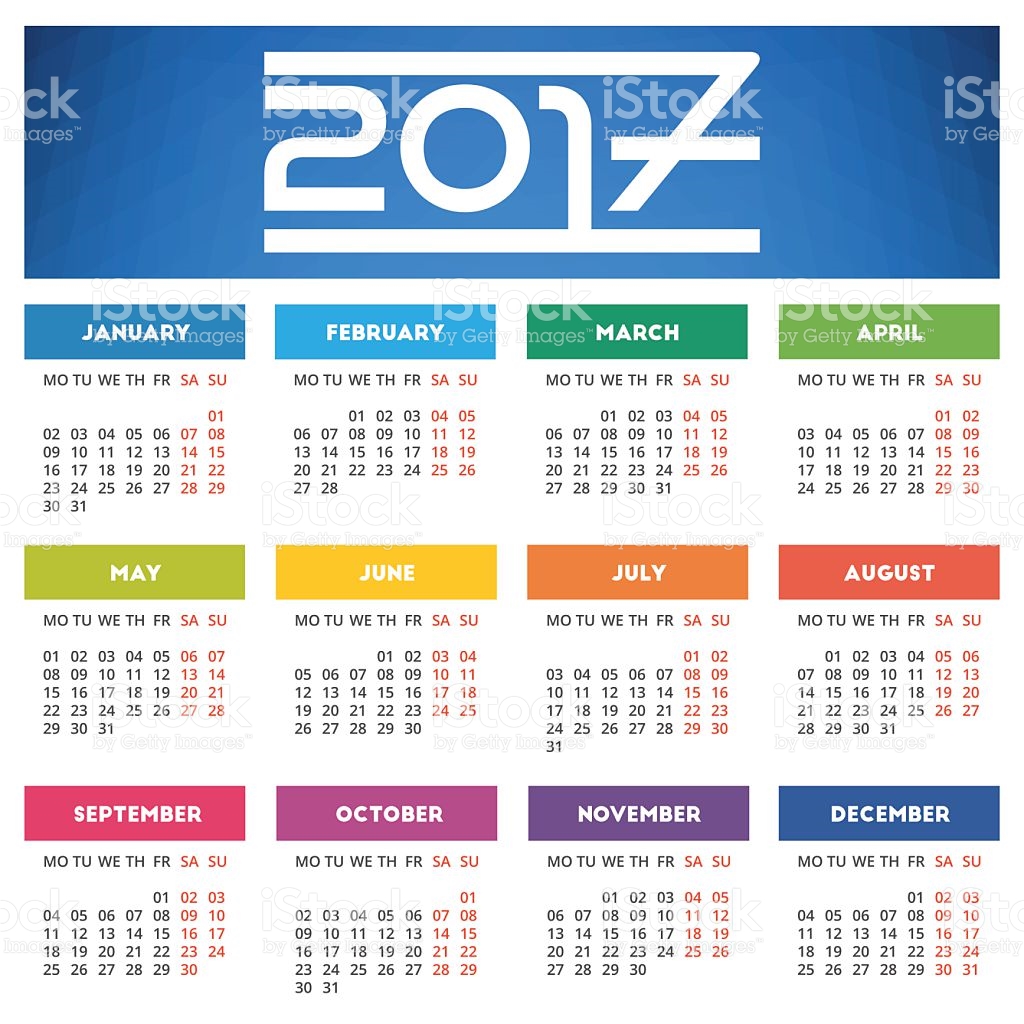 2017
JANUARY FEBRUARY MARCH APRIL
MO TU WE TH FR SA SU MO TU WE TH FR SA SU MO TU WE TH FR SA SU MO TU WE TH FR SA SU
01 01 02 03 04 05 01 02 03 04 05 01 02
02 03 04 05 06 07 08 06 07 08 09 10 11 12 06 07 08 09 10 11 12 03 04 05 06 07 08 09
09 10 11 12 13 14 15 13 14 15 16 17 18 19 13 14 15 16 17 18 19 10 11 12 13 14 15 16
16 17 18 19 20 21 22 20 21 22 23 24 25 26 20 21 22 23 24 25 26 17 18 19 20 21 22 23
23 24 25 26 27 28 29 27 28 27 28 29 30 31 24 25 26 27 28 29 30
30 31
MAY JUNE JULY AUGUST
MO TU WE TH FR SA SU MO TU WE TH FR SA SU MO TU WE TH FR SA SU MO TU WE TH FR SA SU
01 02 03 04 05 06 07 01 02 03 04 01 02 01 02 03 04 05 06
08 09 10 11 12 13 14 05 06 07 08 09 10 11 03 04 05 06 07 08 09 07 08 09 10 11 12 13
15 16 17 18 19 20 21 12 13 14 15 16 17 18 10 11 12 13 14 15 16 14 15 16 17 18 19 20
22 23 24 25 26 27 28 19 20 21 22 23 24 25 17 18 19 20 21 22 23 21 22 23 24 25 26 27
29 30 31 26 27 28 29 30 24 25 26 27 28 29 30 28 29 30 31
31
SEPTEMBER OCTOBER NOVEMBER DECEMBER
MO TU WE TH FR SA SU MO TU WE TH FR SA SU MO TU WE TH FR SA SU MO TU WE TH FR SA SU
01 02 03 01 01 02 03 04 05 01 02 03
04 05 06 07 08 09 10 02 03 04 05 06 07 08 06 07 08 09 10 11 12 04 05 06 07 08 09 10
11 12 13 14 15 16 17 09 10 11 12 13 14 15 13 14 15 16 17 18 19 11 12 13 14 15 16 17
18 19 20 21 22 23 24 16 17 18 19 20 21 22 20 21 22 23 24 25 26 18 19 20 21 22 23 24
25 26 27 28 29 30 23 24 25 26 27 28 29 27 28 29 30 25 26 27 28 29 30 31
30 31
iStock
by Getty Images™